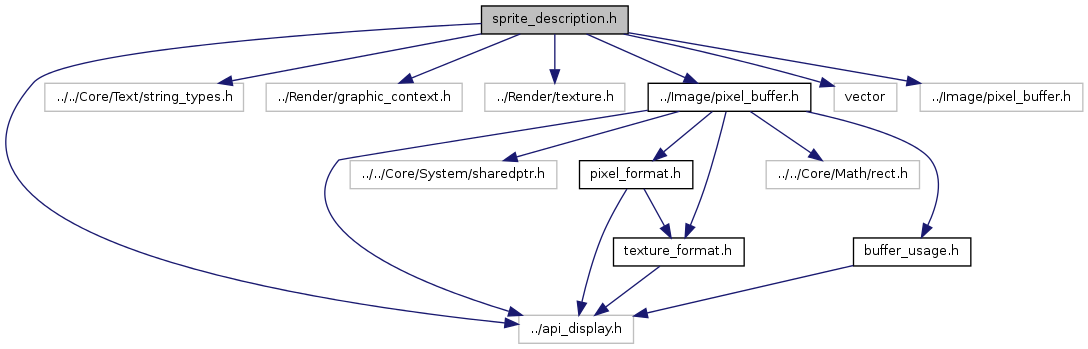 sprite_description.h
../../Core/Text/string_types.h
../Render/graphic_context.h
../Render/texture.h
../Image/pixel_buffer.h
vector
../Image/pixel_buffer.h
../../Core/System/sharedptr.h
pixel_format.h
../../Core/Math/rect.h
texture_format.h
buffer_usage.h
../api_display.h